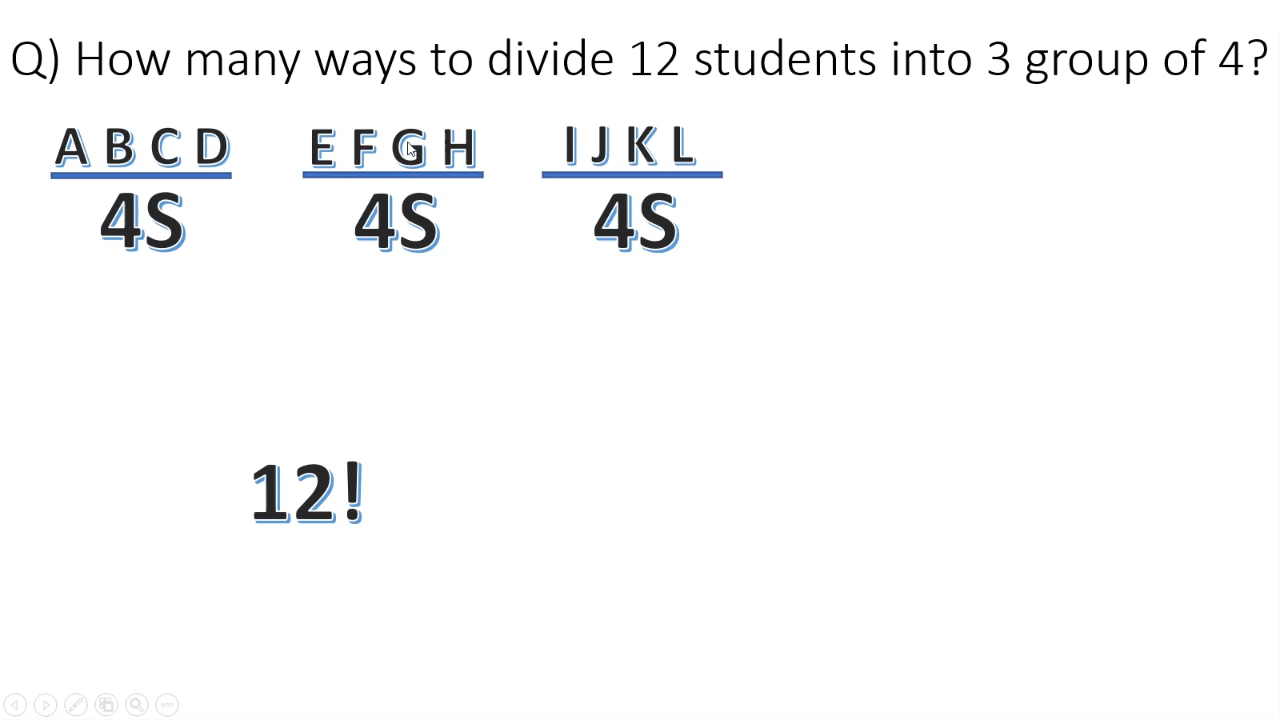 Q) How many ways to divide 12 students into 3 group of 4?
A B C D E F G H I J K L
4S 4S 4S
12!